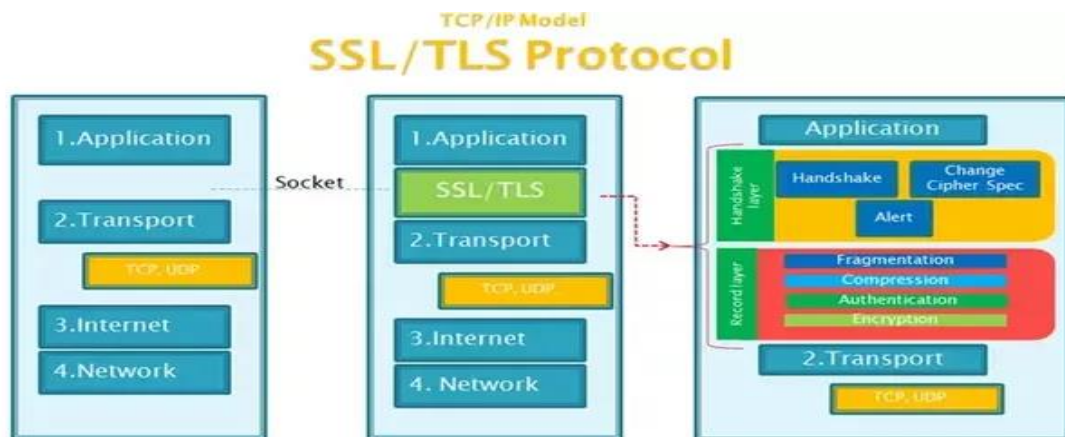 TCP/IP Model
SSL/TLS Protocol
1.Application
Socket
2.Transport
TCP, UDP
3.Internet
4.Network
1.Application
SSL/TLS
2.Transport
TCP, UDP
3.Internet
4. Network
Application
Handshake
layer
Handshake
Change
Cipher Spec
Alert
Record layer
Fragmentation
Compression
Authentication
Encryption
2.Transport
TCP, UDP